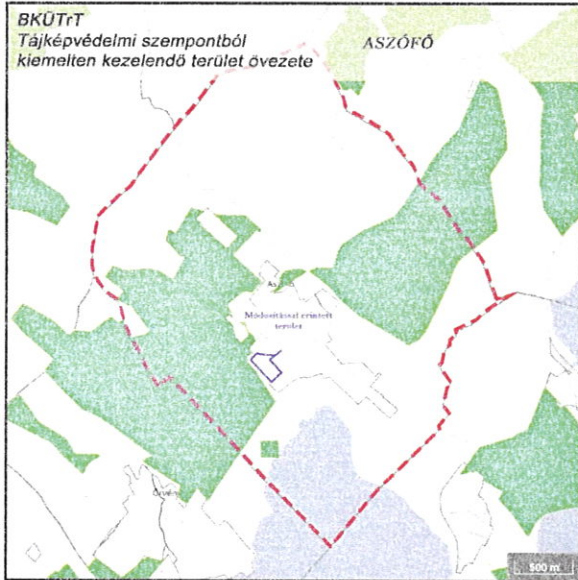 BKÜTrT
Tájképvédelmi szempontból
kiemelten kezelendő terület övezete
ASZÓFŐ
Módosítással érintett
terület
500 m